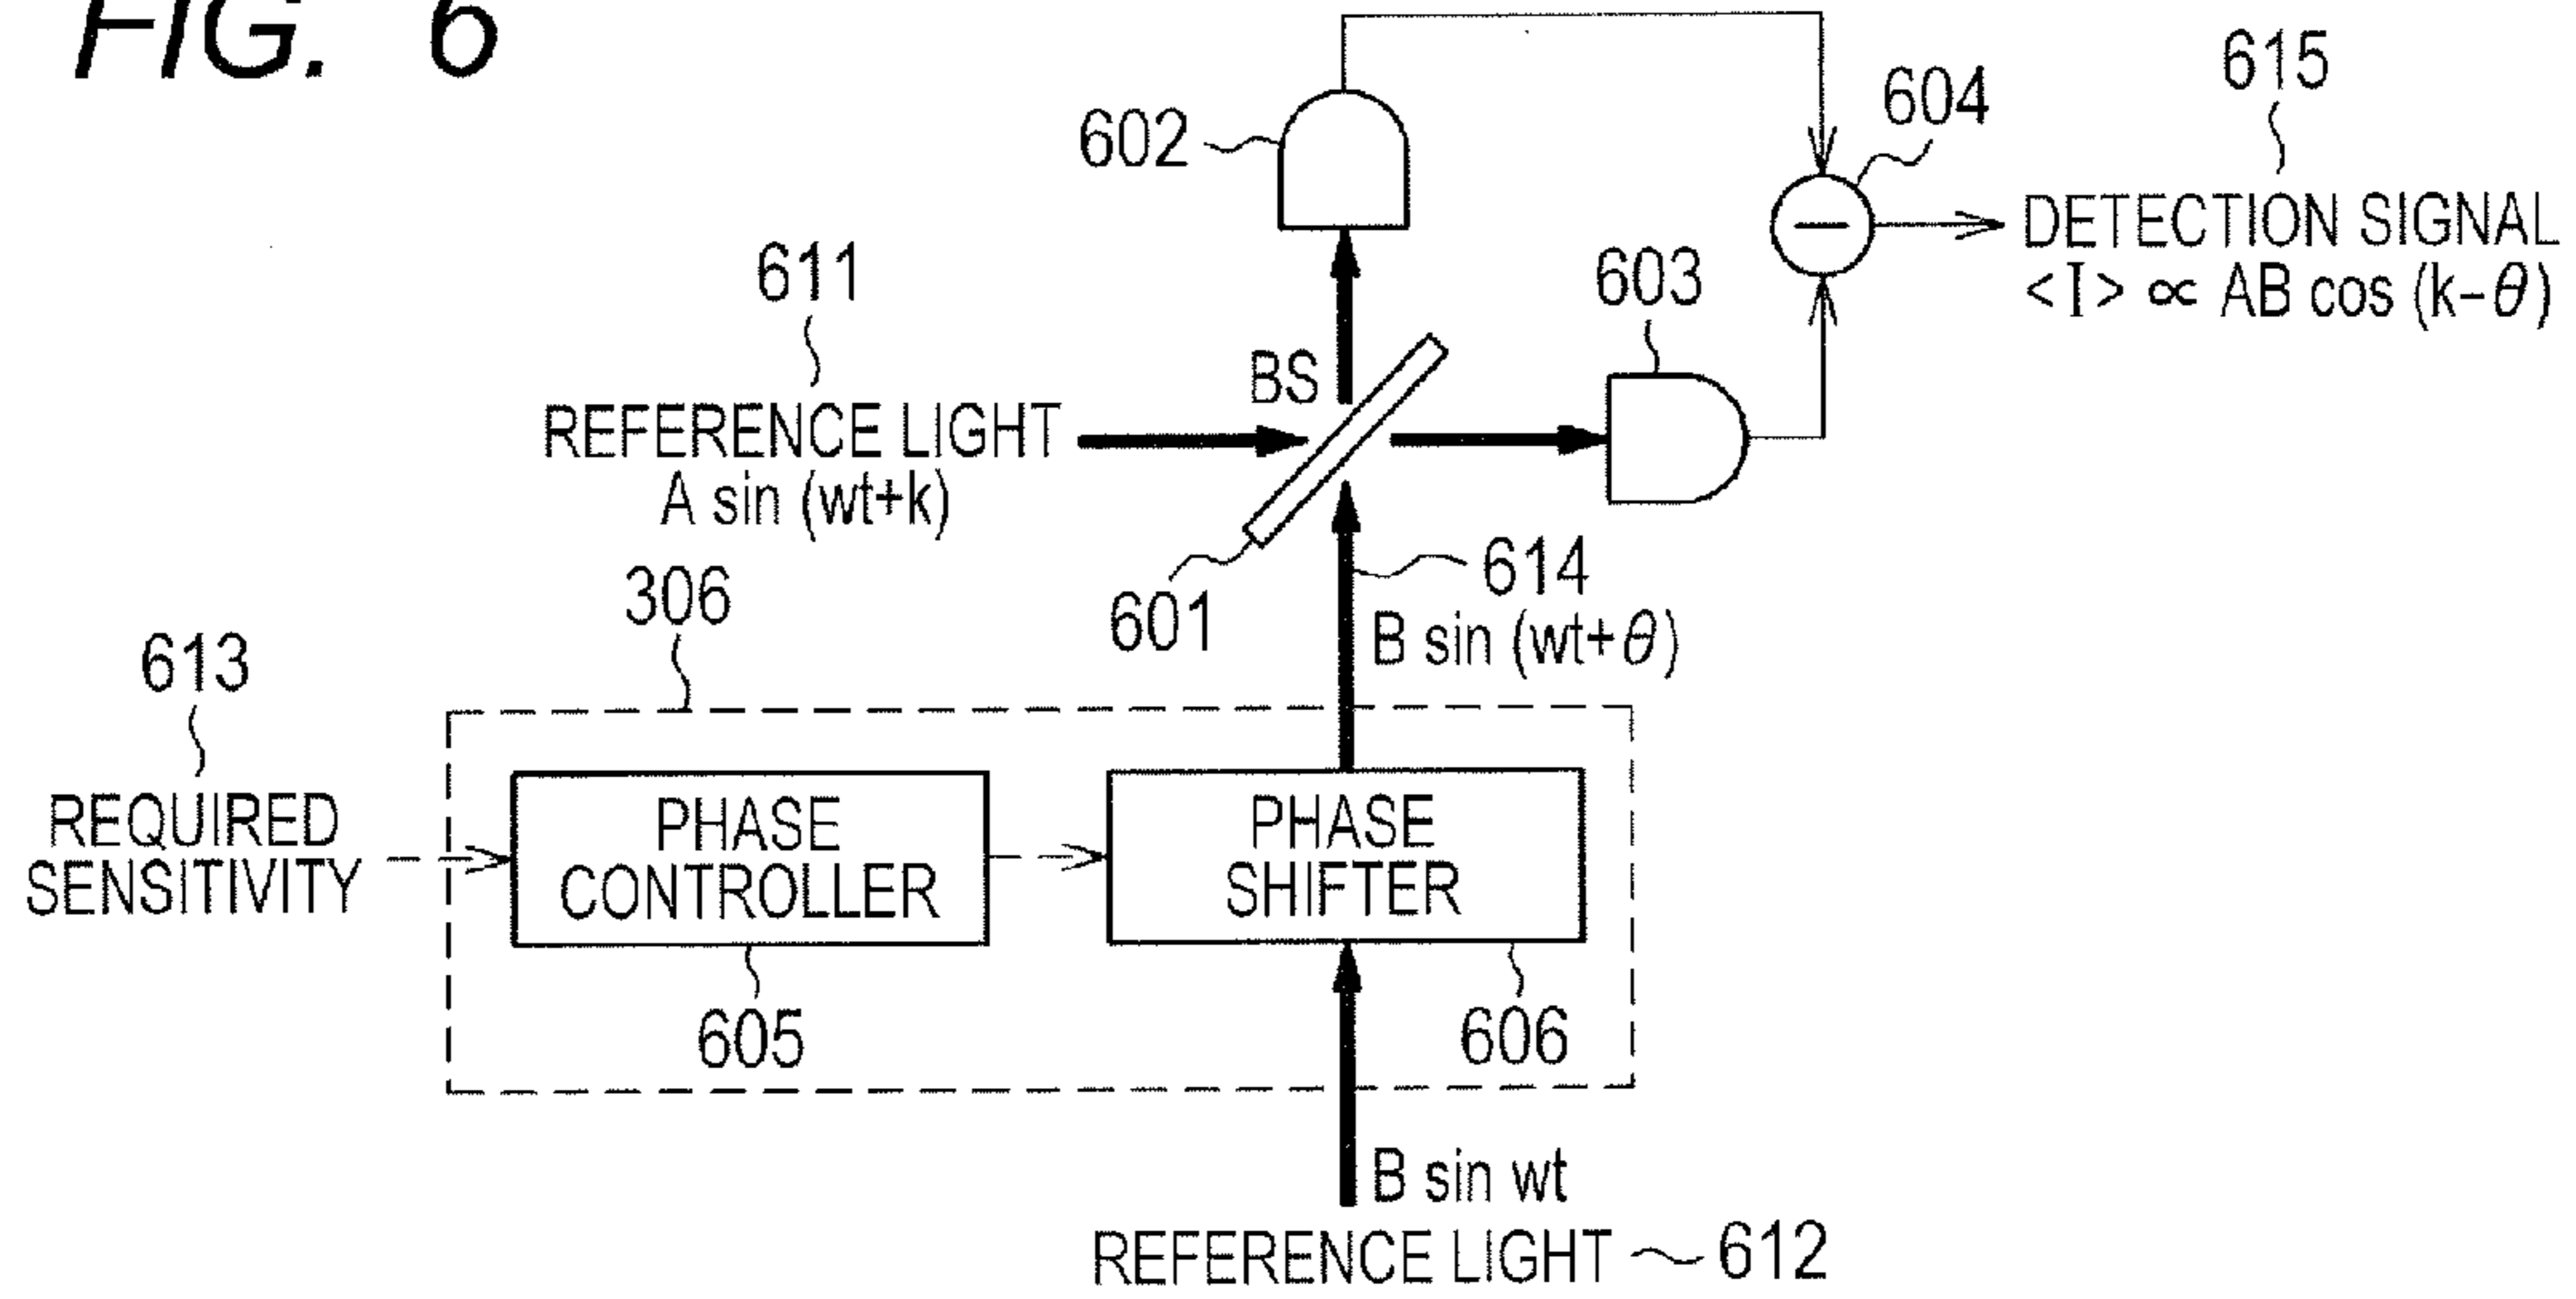 FIG. 6
615
604
602
DETECTION SIGNAL
<I> ∝ AB cos (k-θ)
611
603
BS
REFERENCE LIGHT
A sin (wt+k)
614
306
601
B sin (wt+θ)
613
REQUIRED
SENSITIVITY
PHASE
CONTROLLER
PHASE
SHIFTER
605
606
B sin wt
REFERENCE LIGHT
612